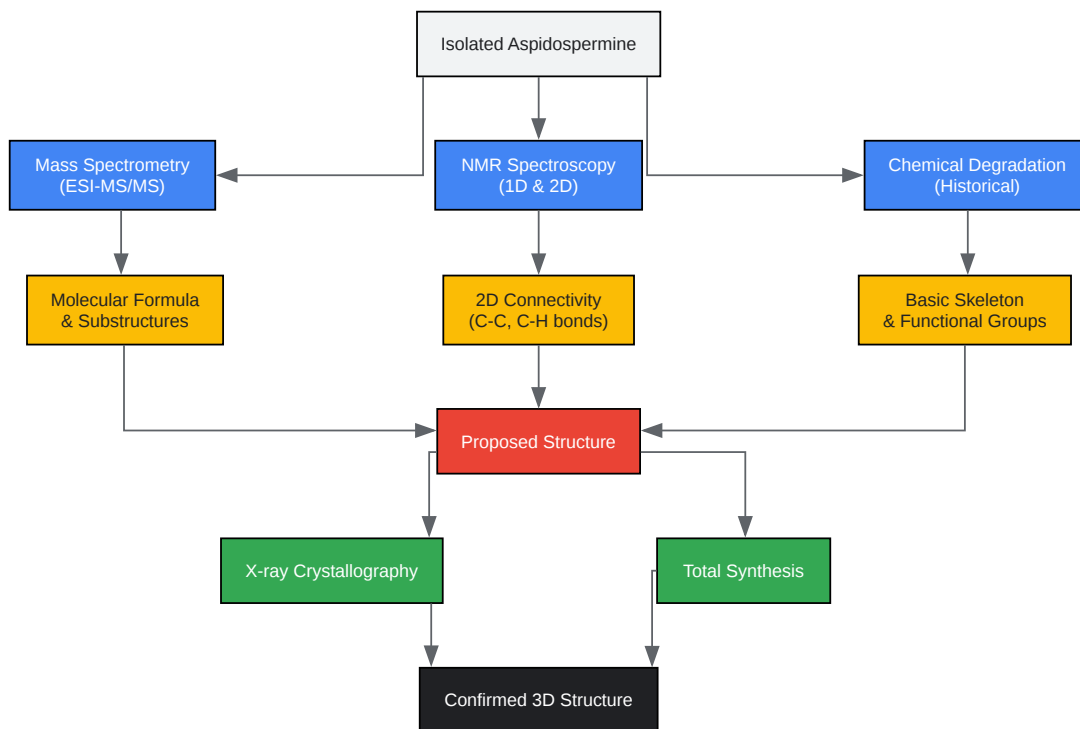 Isolated Aspidospermine
Mass Spectrometry
(ESI-MS/MS)
NMR Spectroscopy
(1D & 2D)
Chemical Degradation
(Historical)
Molecular Formula
& Substructures
2D Connectivity
(C-C, C-H bonds)
Basic Skeleton
& Functional Groups
Proposed Structure
X-ray Crystallography
Total Synthesis
Confirmed 3D Structure